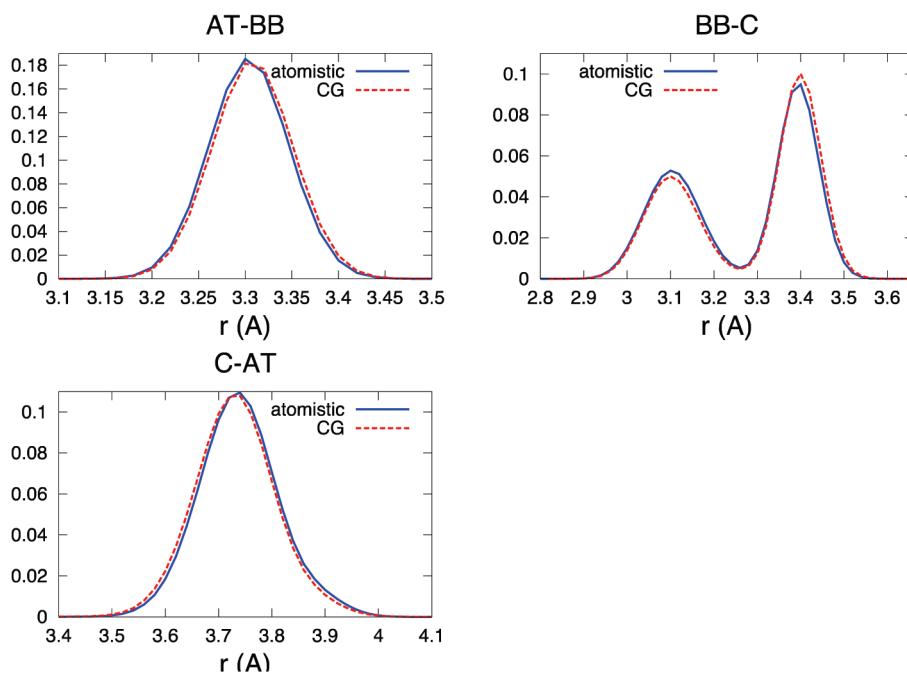 AT-BB
0.18
0.16
0.14
0.12
0.1
0.08
0.06
0.04
0.02
0
atomistic
CG
3.1 3.15 3.2 3.25 3.3 3.35 3.4 3.45 3.5
r (A)
BB-C
0.1
0.08
0.06
0.04
0.02
0
atomistic
CG
2.8 2.9 3 3.1 3.2 3.3 3.4 3.5 3.6
r (A)
C-AT
0.1
0.08
0.06
0.04
0.02
0
atomistic
CG
3.4 3.5 3.6 3.7 3.8 3.9 4 4.1
r (A)